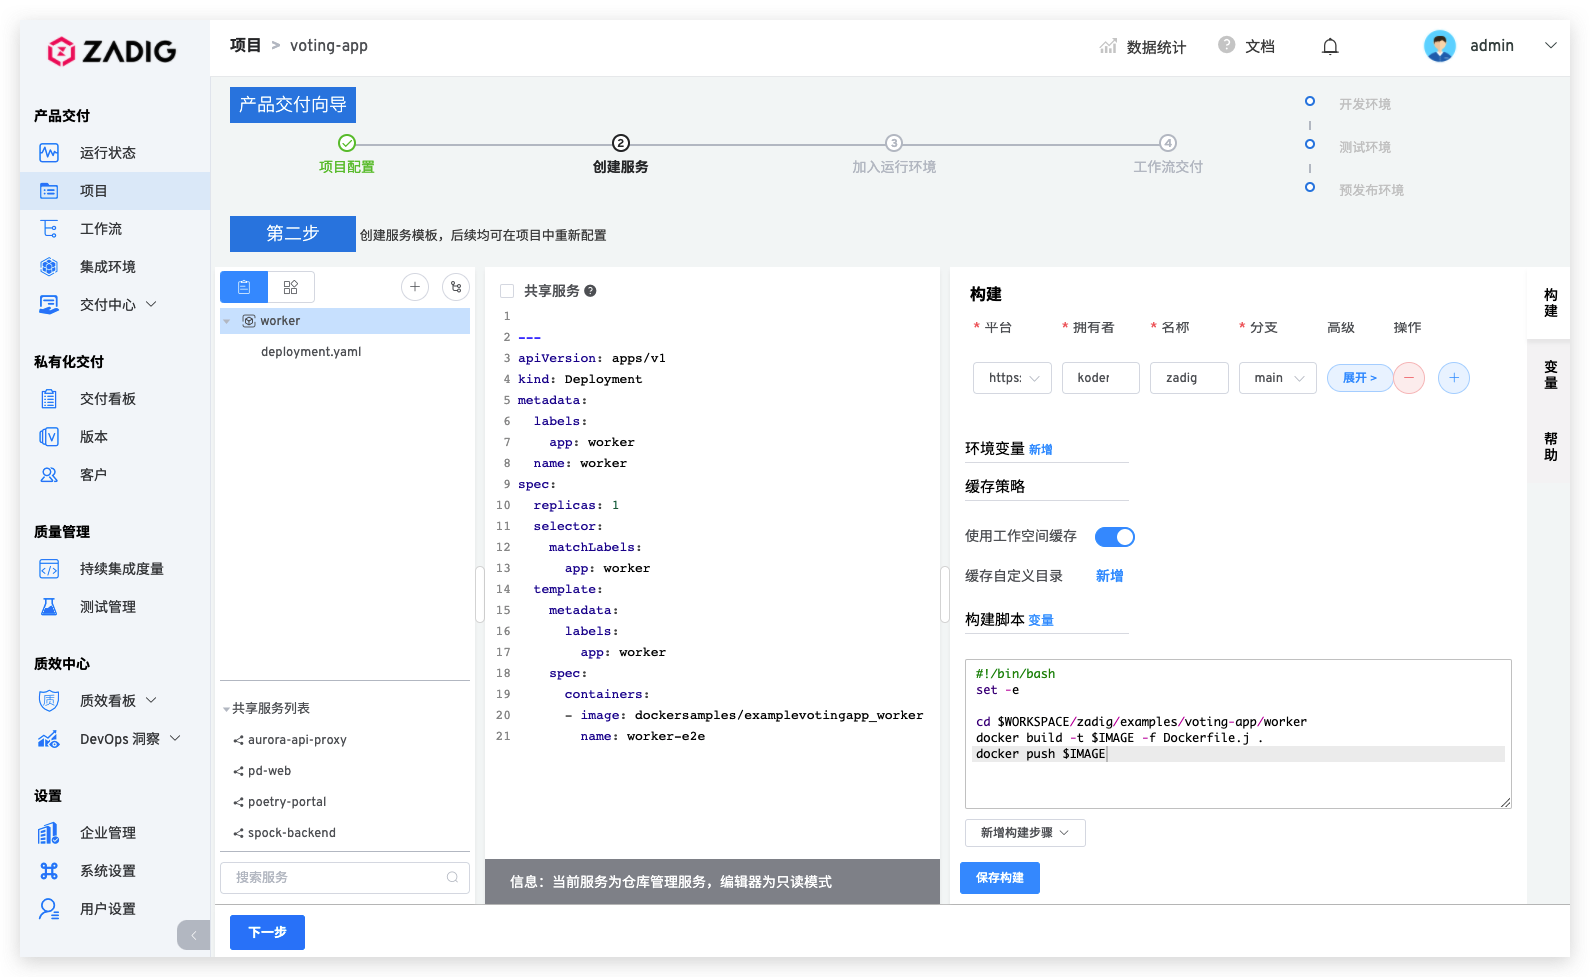 ZADIG
项目 > voting-app
数据统计
文档
admin
产品交付
运行状态
项目
工作流
集成环境
交付中心
私有化交付
交付看板
版本
客户
质量管理
持续集成度量
测试管理
质效中心
质效看板
DevOps 洞察
设置
企业管理
系统设置
用户设置
产品交付向导
项目配置
2
创建服务
3
加入运行环境
4
工作流交付
开发环境
测试环境
预发布环境
第二步 创建服务模板，后续均可在项目中重新配置
worker
deployment.yaml
共享服务列表
aurora-api-proxy
pd-web
poetry-portal
spock-backend
搜索服务
共享服务
1
2 ---
3 apiVersion: apps/v1
4 kind: Deployment
5 metadata:
6 labels:
7 app: worker
8 name: worker
9 spec:
10 replicas: 1
11 selector:
12 matchLabels:
13 app: worker
14 template:
15 metadata:
16 labels:
17 app: worker
18 spec:
19 containers:
20 - image: dockersamples/examplevotingapp_worker
21 name: worker-e2e
信息：当前服务为仓库管理服务，编辑器为只读模式
构建
* 平台 * 拥有者 * 名称 * 分支 高级 操作
https: koder zadig main 展开 >
环境变量 新增
缓存策略
使用工作空间缓存
缓存自定义目录 新增
构建脚本 变量
#!/bin/bash
set -e
cd $WORKSPACE/zadig/examples/voting-app/worker
docker build -t $IMAGE -f Dockerfile.j .
docker push $IMAGE
新增构建步骤
保存构建
构建
变量
帮助
下一步